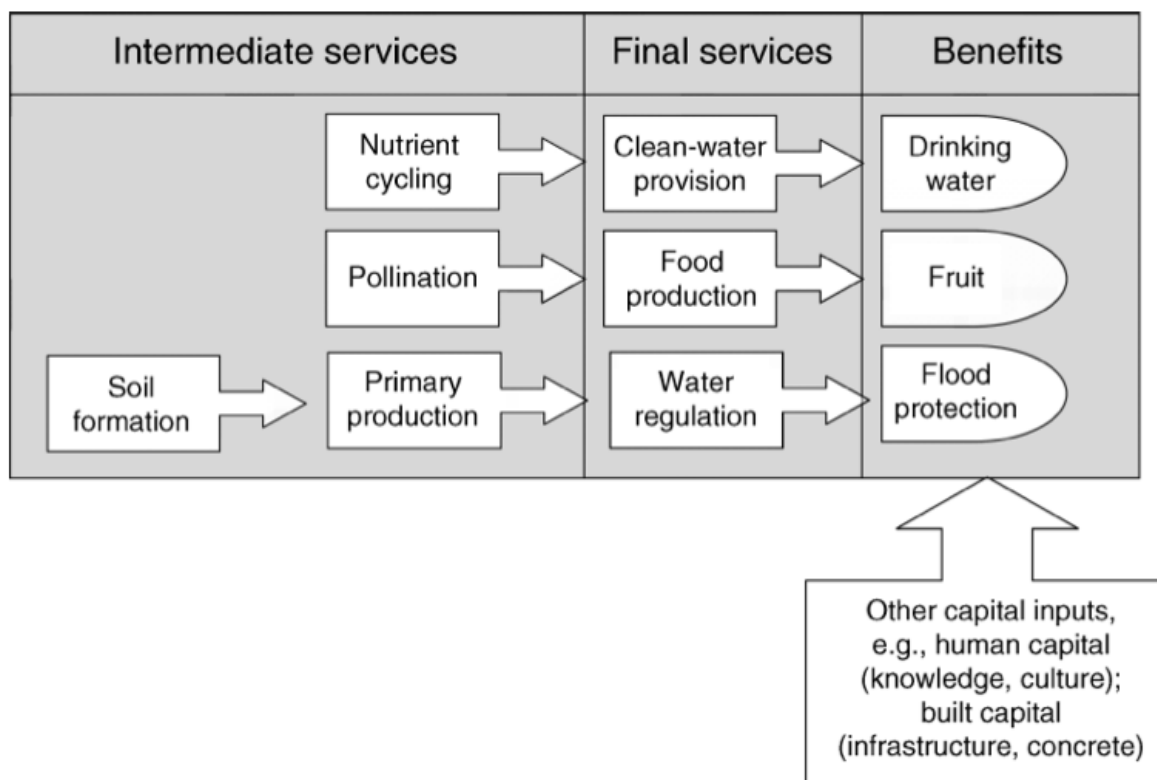 Intermediate services
Final services
Benefits
Nutrient
cycling
Clean-water
provision
Drinking
water
Pollination
Food
production
Fruit
Soil
formation
Primary
production
Water
regulation
Flood
protection
Other capital inputs,
e.g., human capital
(knowledge, culture);
built capital
(infrastructure, concrete)